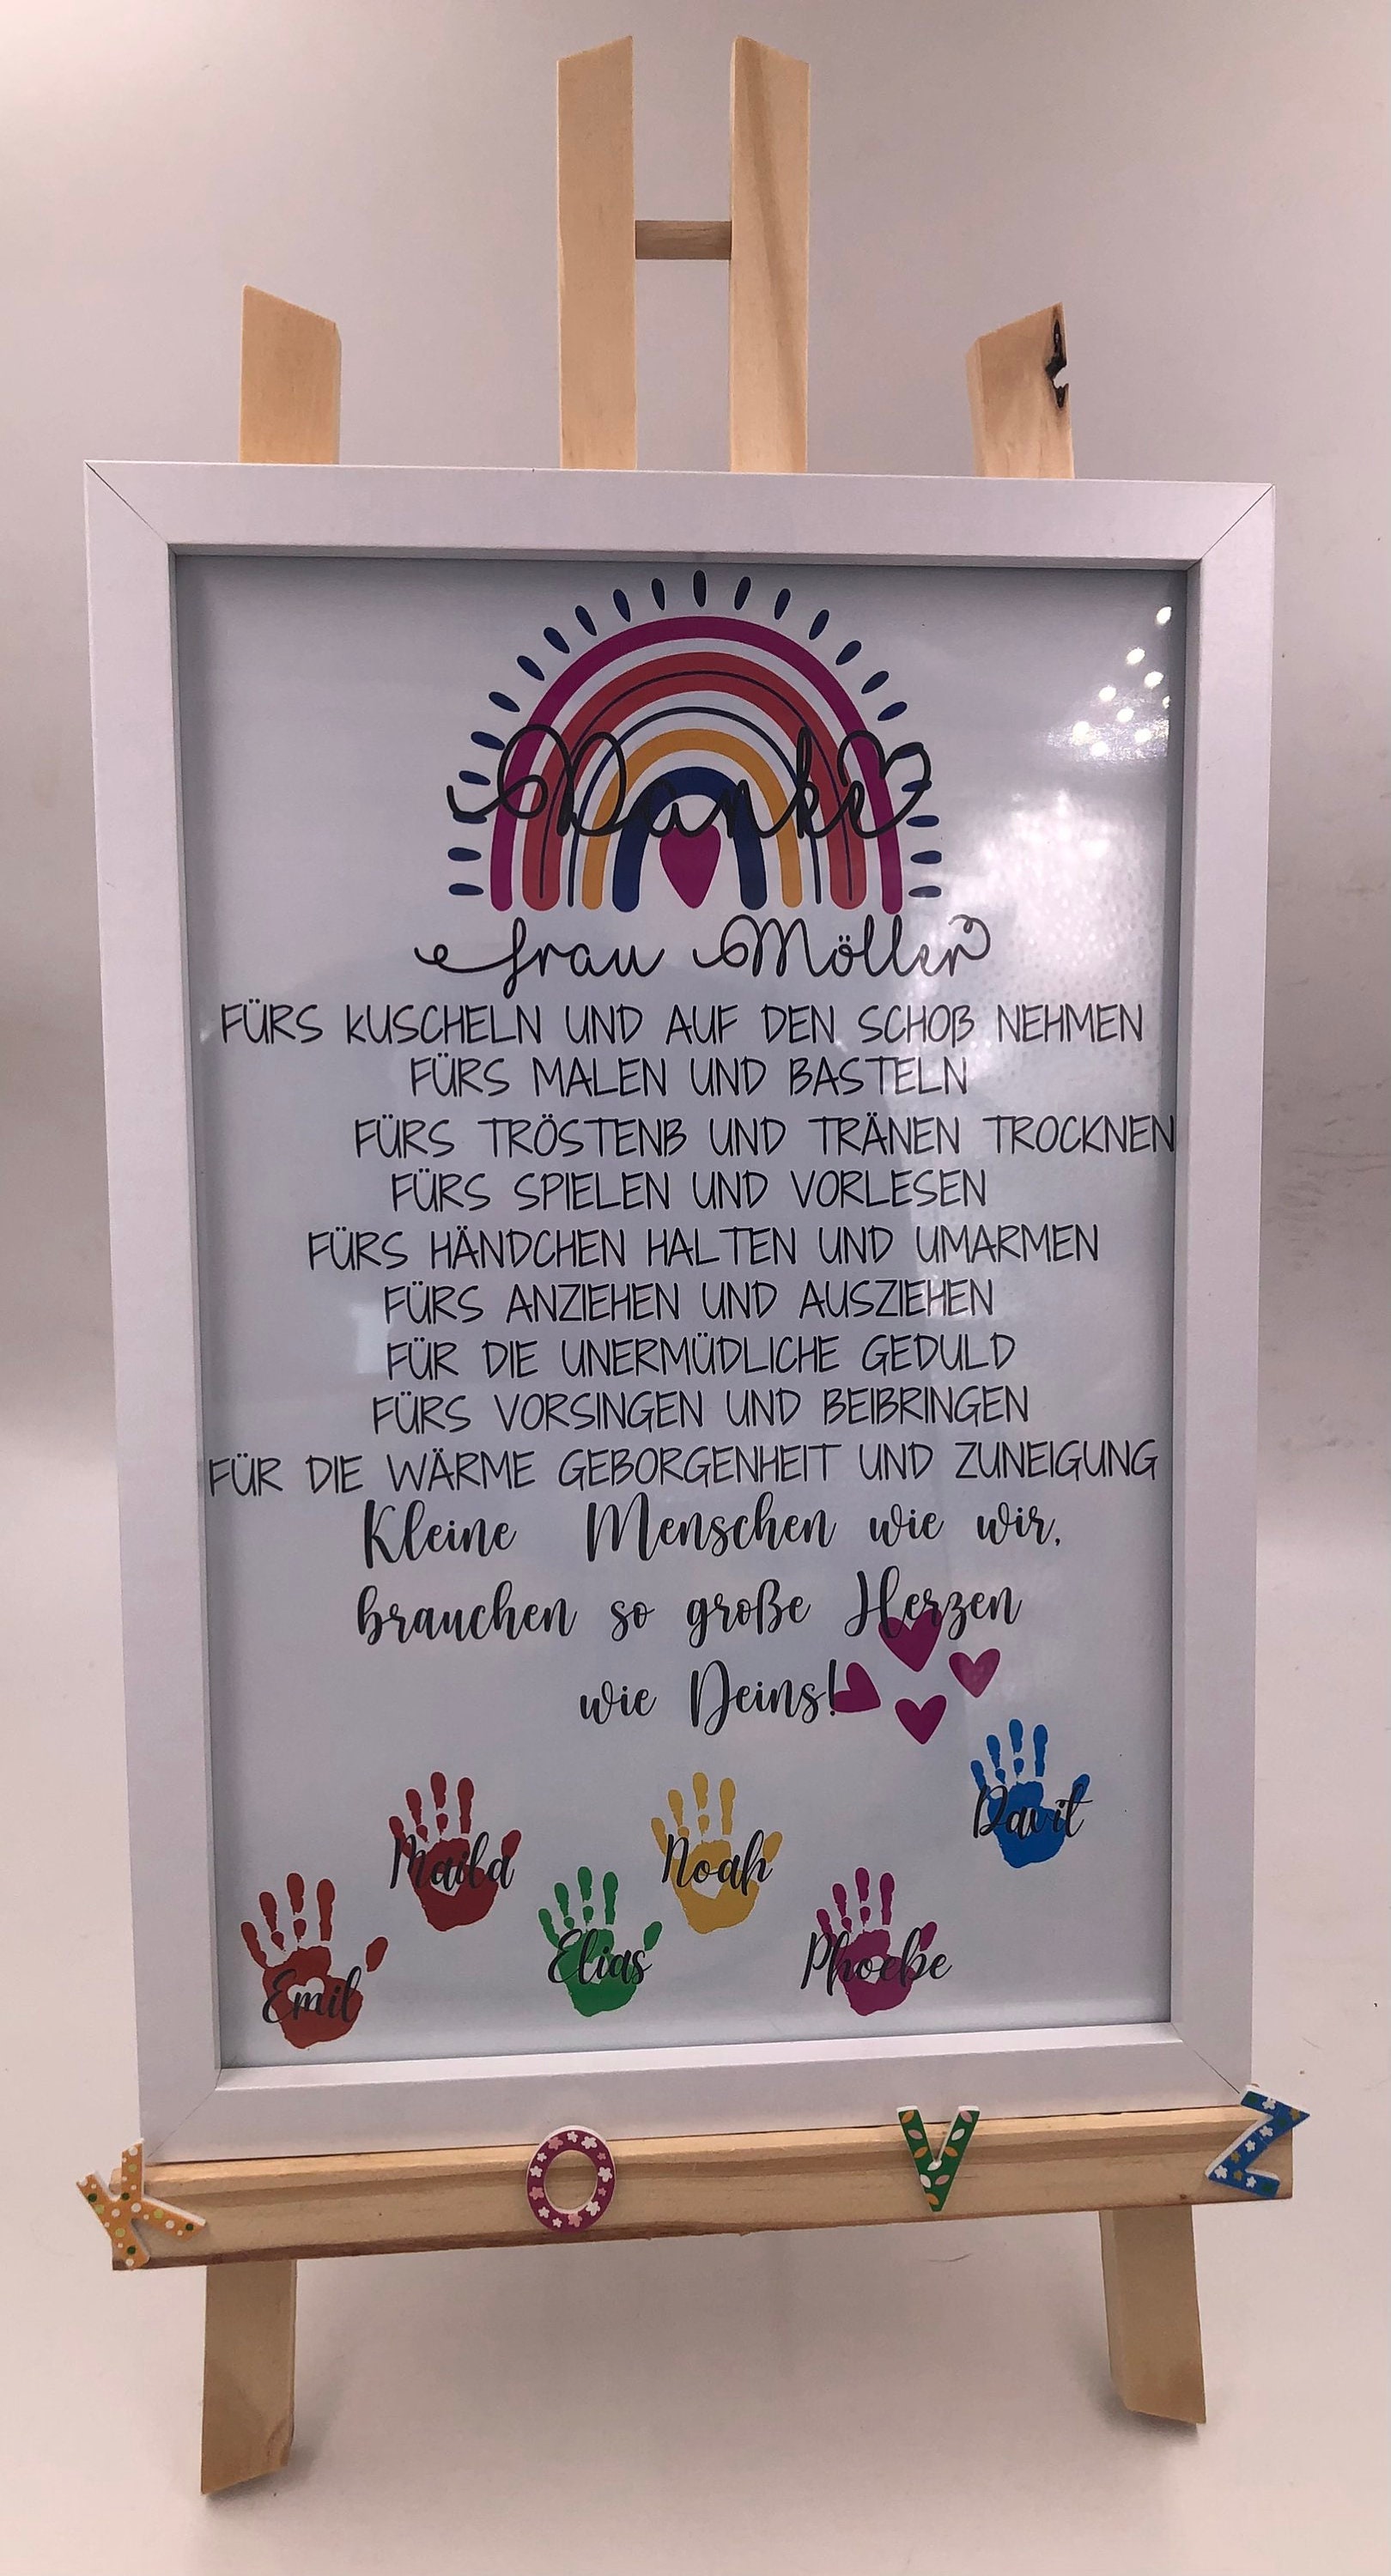 Danke
frau Möller
FÜRS KUSCHELN UND AUF DEN SCHOß NEHMEN
FÜRS MALEN UND BASTELN
FÜRS TRÖSTENß UND TRÄNEN TROCKNEN
FÜRS SPIELEN UND VORLESEN
FÜRS HÄNDCHEN HALTEN UND UMARMEN
FÜRS ANZIEHEN UND AUSZIEHEN
FÜR DIE UNERMÜDLICHE GEDULD
FÜRS VORSINGEN UND BEIBRINGEN
FÜR DIE WÄRME GEBORGENHEIT UND ZUNEIGUNG
Kleine Menschen wie wir,
brauchen so große Herzen
wie Deins!
Davit
Maila Noah
Emil Elias Phoebe
K O V Z